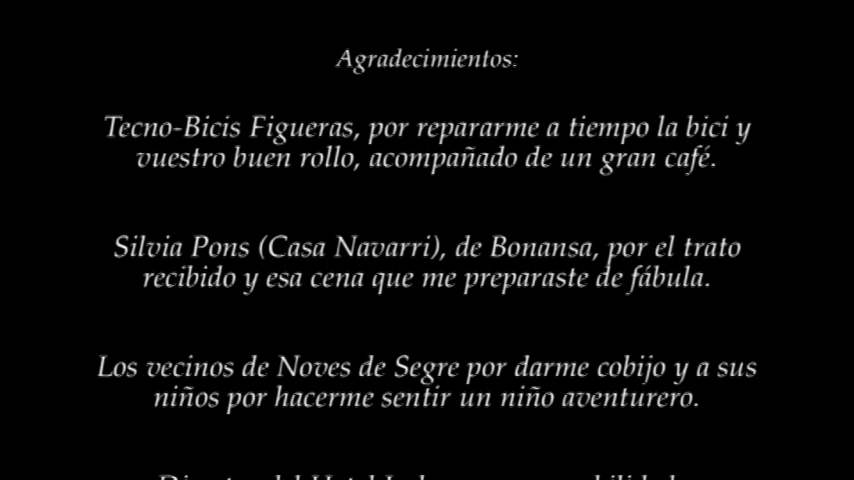 Agradecimientos:
Tecno-Bicis Figueras, por repararme a tiempo la bici y
vuestro buen rollo, acompañado de un gran café.
Silvia Pons (Casa Navarri), de Bonansa, por el trato
recibido y esa cena que me preparaste de fábula.
Los vecinos de Noves de Segre por darme cobijo y a sus
niños por hacerme sentir un niño aventurero.